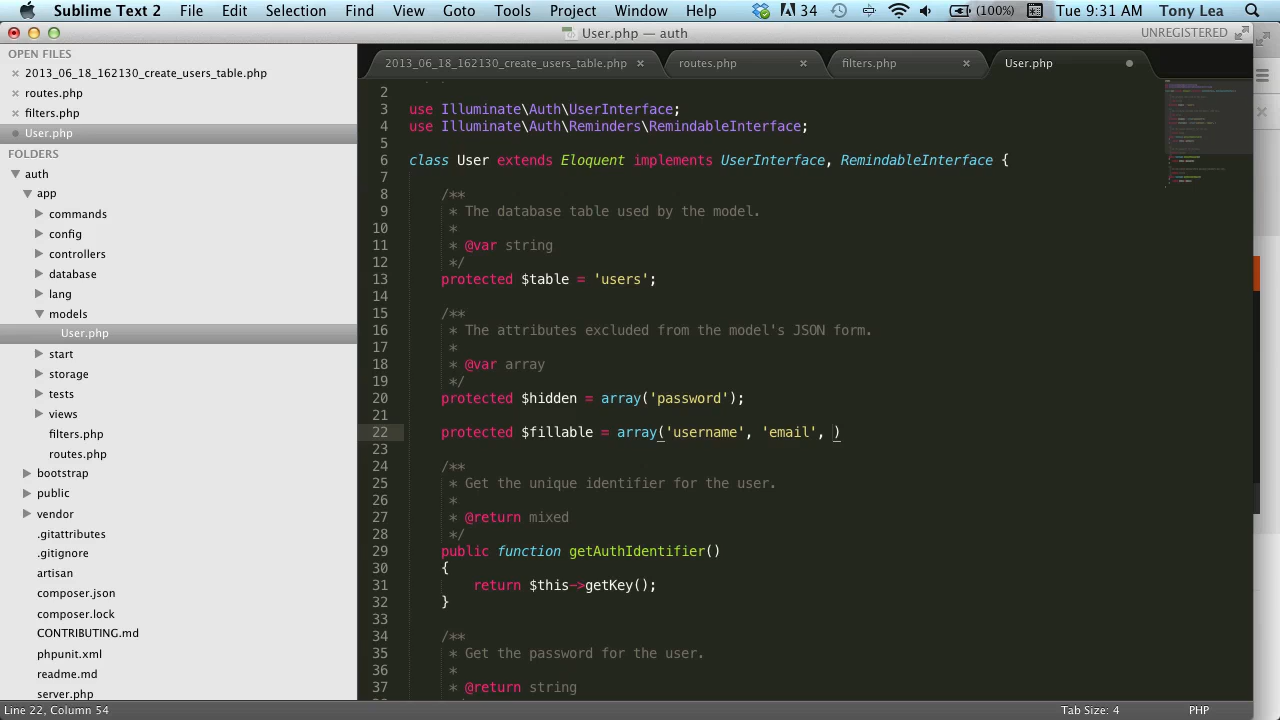 Sublime Text 2 File Edit Selection Find View Goto Tools Project Window Help 34 (100%) Tue 9:31 AM Tony Lea
User.php — auth UNREGISTERED
OPEN FILES
2013_06_18_162130_create_users_table.php
routes.php
filters.php
User.php
FOLDERS
auth
app
commands
config
controllers
database
lang
models
User.php
start
storage
tests
views
filters.php
routes.php
bootstrap
public
vendor
.gitattributes
.gitignore
artisan
composer.json
composer.lock
CONTRIBUTING.md
phpunit.xml
readme.md
server.php
2013_06_18_162130_create_users_table.php routes.php filters.php User.php
2
3 use Illuminate\Auth\UserInterface;
4 use Illuminate\Auth\Reminders\RemindableInterface;
5
6 class User extends Eloquent implements UserInterface, RemindableInterface {
7
8 /**
9 * The database table used by the model.
10 *
11 * @var string
12 */
13 protected $table = 'users';
14
15 /**
16 * The attributes excluded from the model's JSON form.
17 *
18 * @var array
19 */
20 protected $hidden = array('password');
21
22 protected $fillable = array('username', 'email', )
23
24 /**
25 * Get the unique identifier for the user.
26 *
27 * @return mixed
28 */
29 public function getAuthIdentifier()
30 {
31 return $this->getKey();
32 }
33
34 /**
35 * Get the password for the user.
36 *
37 * @return string
Line 22, Column 54 Tab Size: 4 PHP